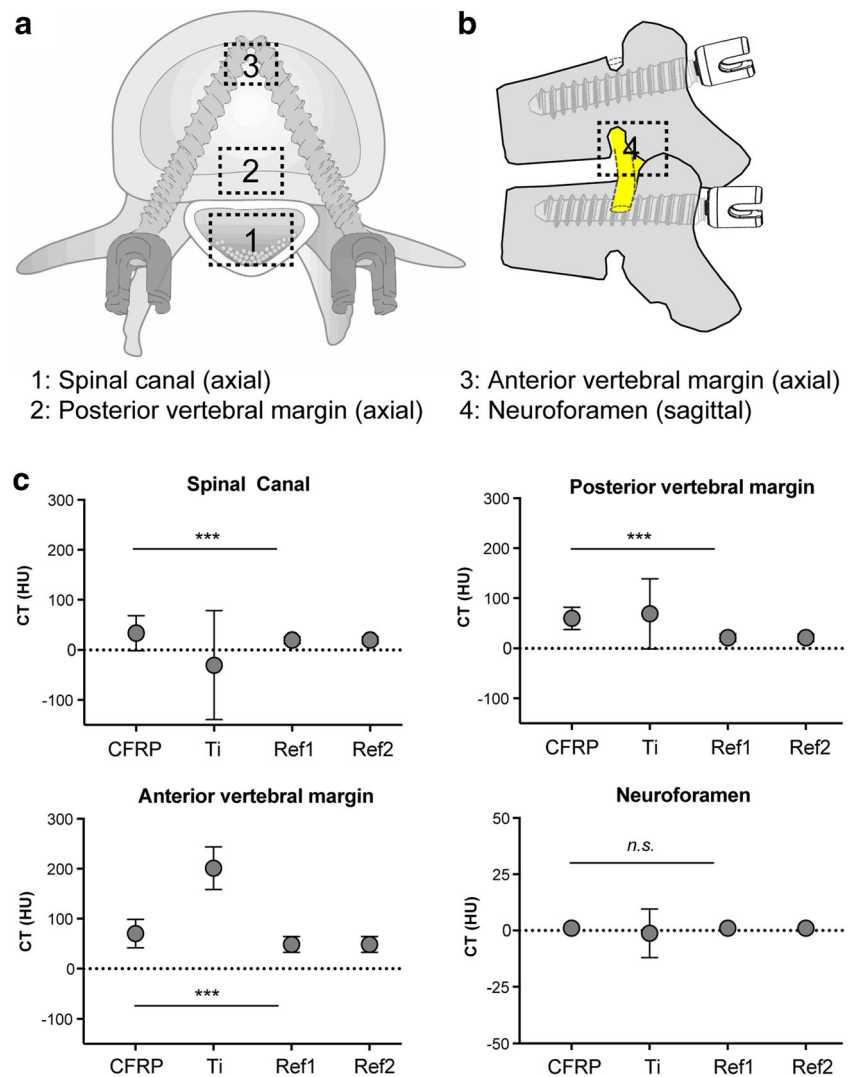 a
b
3
2
1
4
1: Spinal canal (axial)
2: Posterior vertebral margin (axial)
3: Anterior vertebral margin (axial)
4: Neuroforamen (sagittal)
c
Spinal Canal
CT (HU)
300
200
100
0
-100
***
CFRP Ti Ref1 Ref2
Posterior vertebral margin
CT (HU)
300
200
100
0
-100
***
CFRP Ti Ref1 Ref2
Anterior vertebral margin
CT (HU)
300
200
100
0
-100
***
CFRP Ti Ref1 Ref2
Neuroforamen
CT (HU)
50
25
0
-25
-50
n.s.
CFRP Ti Ref1 Ref2